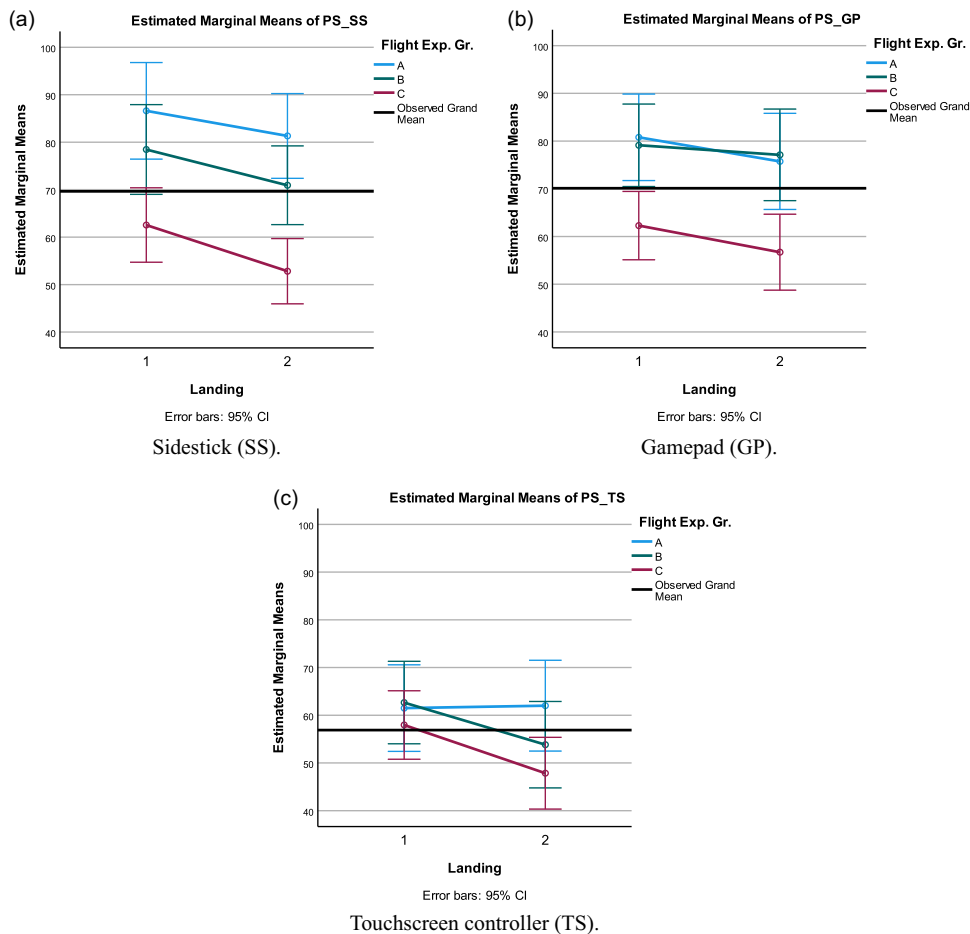 (a)
Estimated Marginal Means of PS_SS
Flight Exp. Gr.
A
B
C
Observed Grand
Mean
Estimated Marginal Means
100
90
80
70
60
50
40
1
2
Landing
Error bars: 95% CI
Sidestick (SS).
(b)
Estimated Marginal Means of PS_GP
Flight Exp. Gr.
A
B
C
Observed Grand
Mean
Estimated Marginal Means
100
90
80
70
60
50
40
1
2
Landing
Error bars: 95% CI
Gamepad (GP).
(c)
Estimated Marginal Means of PS_TS
Flight Exp. Gr.
A
B
C
Observed Grand
Mean
Estimated Marginal Means
100
90
80
70
60
50
40
1
2
Landing
Error bars: 95% CI
Touchscreen controller (TS).